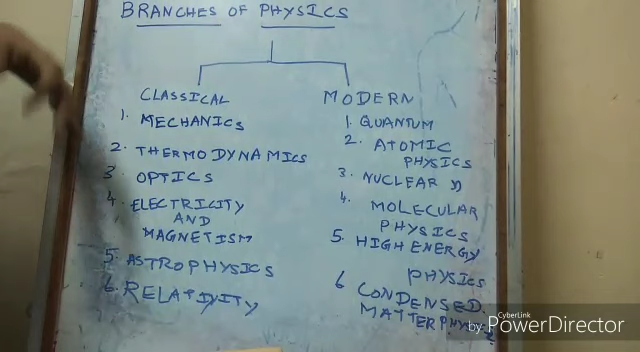 BRANCHES OF PHYSICS
CLASSICAL
1. MECHANICS
2. THERMODYNAMICS
3 OPTICS
4. ELECTRICITY
AND
MAGNETISM
5. ASTROPHYSICS
6. RELATIVITY
MODERN
1. QUANTUM
2. ATOMIC
PHYSICS
3. NUCLEAR ))
4. MOLECULAR
PHYSICS
5. HIGH ENERGY
PHYSICS
6 CONDENSED
MATTER
CyberLink
by PowerDirector